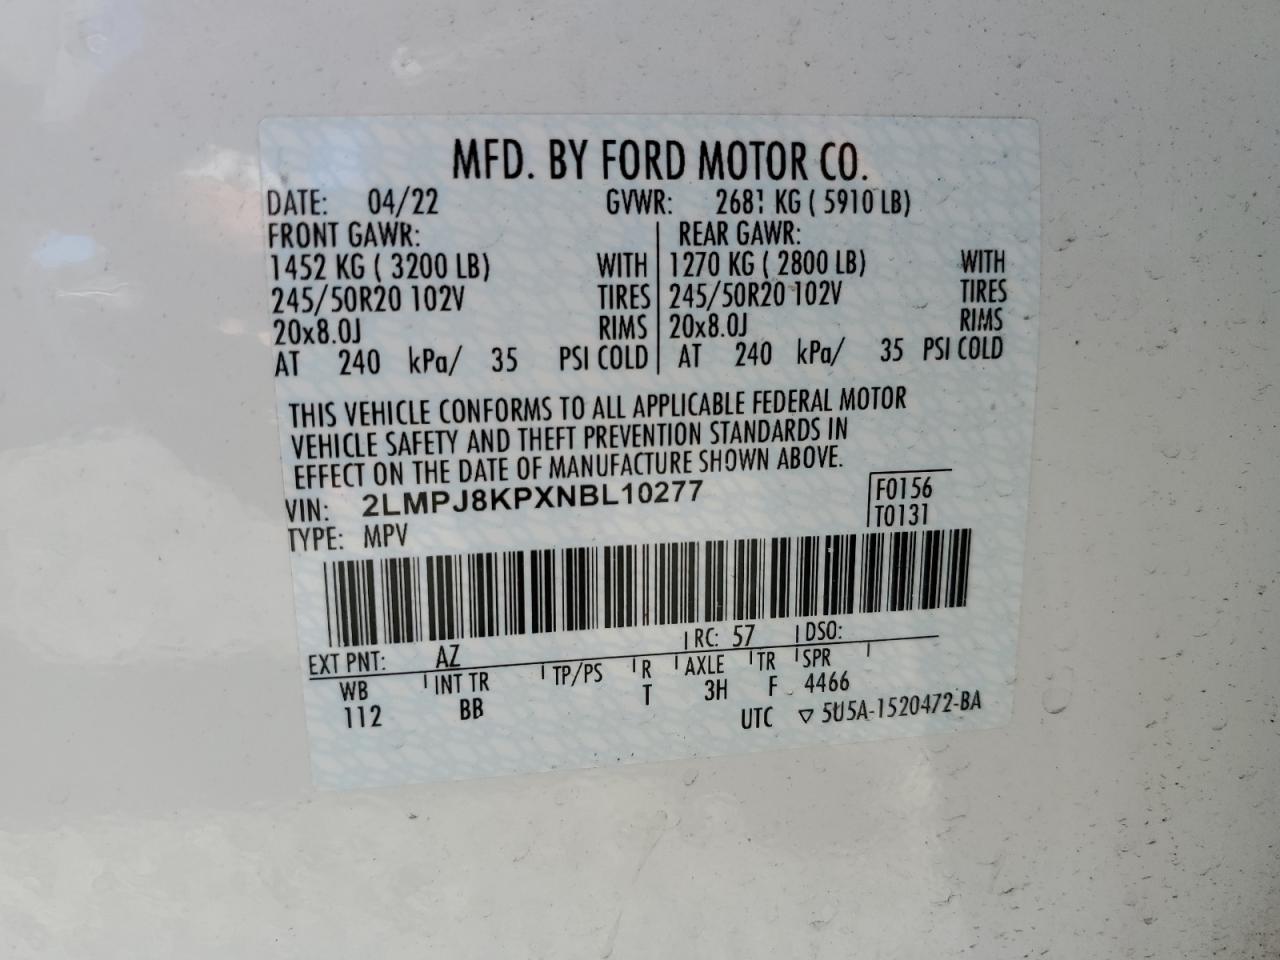 MFD. BY FORD MOTOR CO.
DATE: 04/22 GVWR: 2681 KG ( 5910 LB)
FRONT GAWR: REAR GAWR:
1452 KG ( 3200 LB) WITH 1270 KG ( 2800 LB) WITH
245/50R20 102V TIRES 245/50R20 102V TIRES
20x8.0J RIMS 20x8.0J RIMS
AT 240 kPa/ 35 PSI COLD AT 240 kPa/ 35 PSI COLD
THIS VEHICLE CONFORMS TO ALL APPLICABLE FEDERAL MOTOR
VEHICLE SAFETY AND THEFT PREVENTION STANDARDS IN
EFFECT ON THE DATE OF MANUFACTURE SHOWN ABOVE.
VIN: 2LMPJ8KPXNBL10277 F0156
TYPE: MPV T0131
EXT PNT: AZ RC: 57 DSO:
WB INT TR TP/PS R AXLE TR SPR
112 BB T 3H F 4466
UTC ▽ 5U5A-1520472-BA